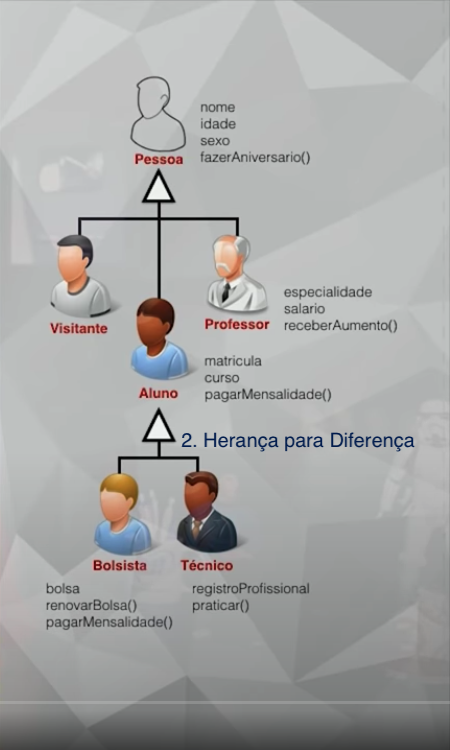 nome
idade
sexo
fazerAniversario()
Pessoa
Visitante
Professor
especialidade
salario
receberAumento()
Aluno
matricula
curso
pagarMensalidade()
2. Herança para Diferença
Bolsista
Técnico
bolsa
renovarBolsa()
pagarMensalidade()
registroProfissional
praticar()